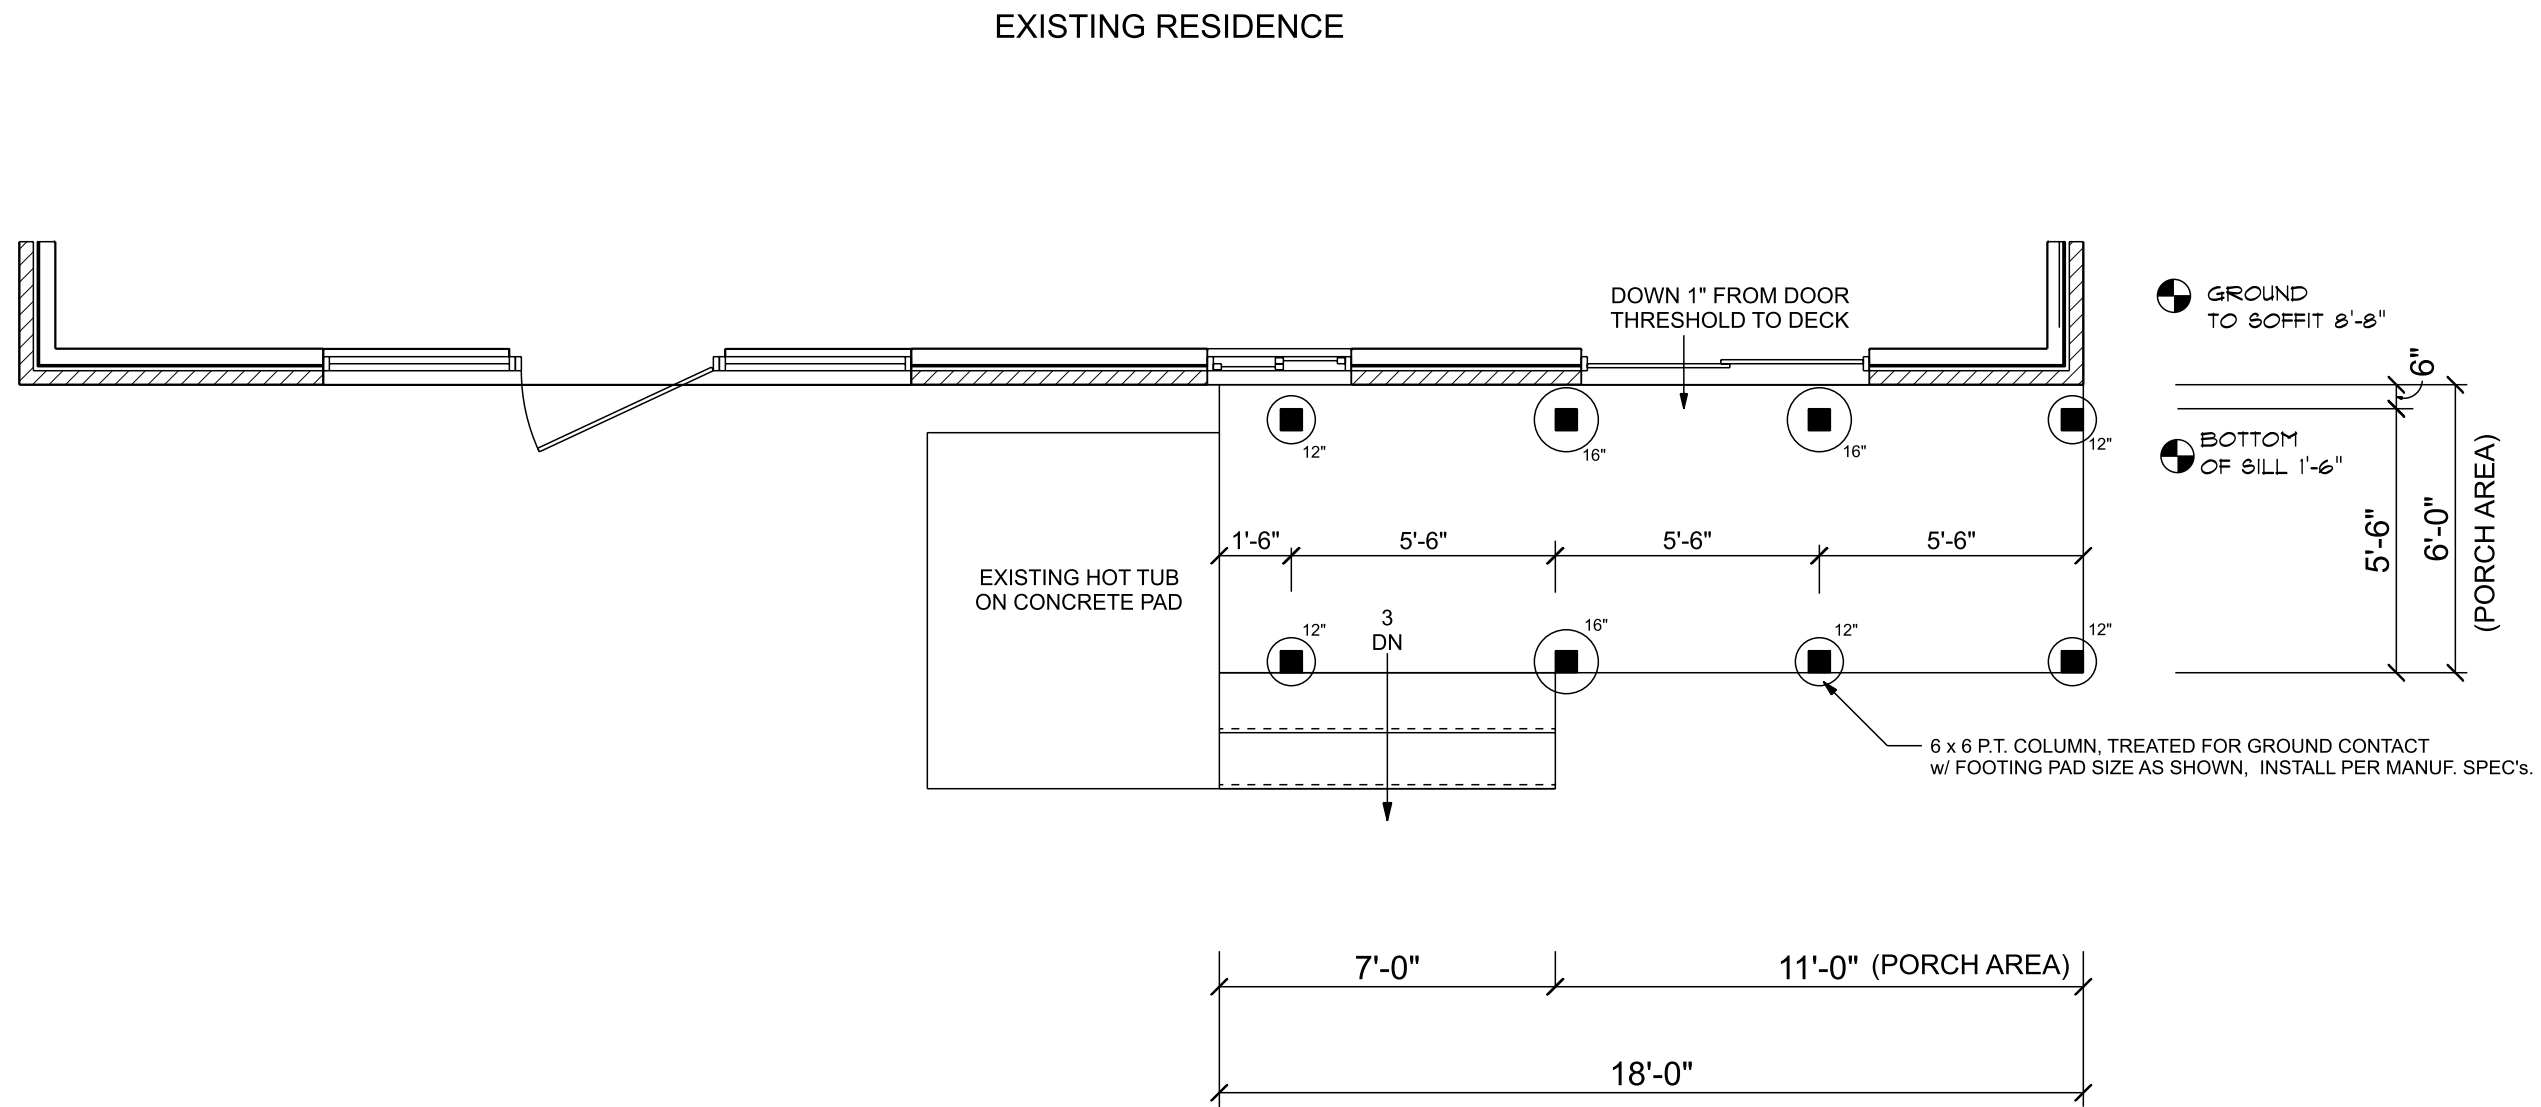 EXISTING RESIDENCE
DOWN 1" FROM DOOR
THRESHOLD TO DECK
GROUND
TO SOFFIT 8'-8"
6"
BOTTOM
OF SILL 1'-6"
12"
16"
16"
12"
5'-6"
6'-0"
(PORCH AREA)
1'-6"
5'-6"
5'-6"
5'-6"
EXISTING HOT TUB
ON CONCRETE PAD
3
DN
12"
16"
12"
12"
6 x 6 P.T. COLUMN, TREATED FOR GROUND CONTACT
w/ FOOTING PAD SIZE AS SHOWN, INSTALL PER MANUF. SPEC's.
7'-0"
11'-0" (PORCH AREA)
18'-0"